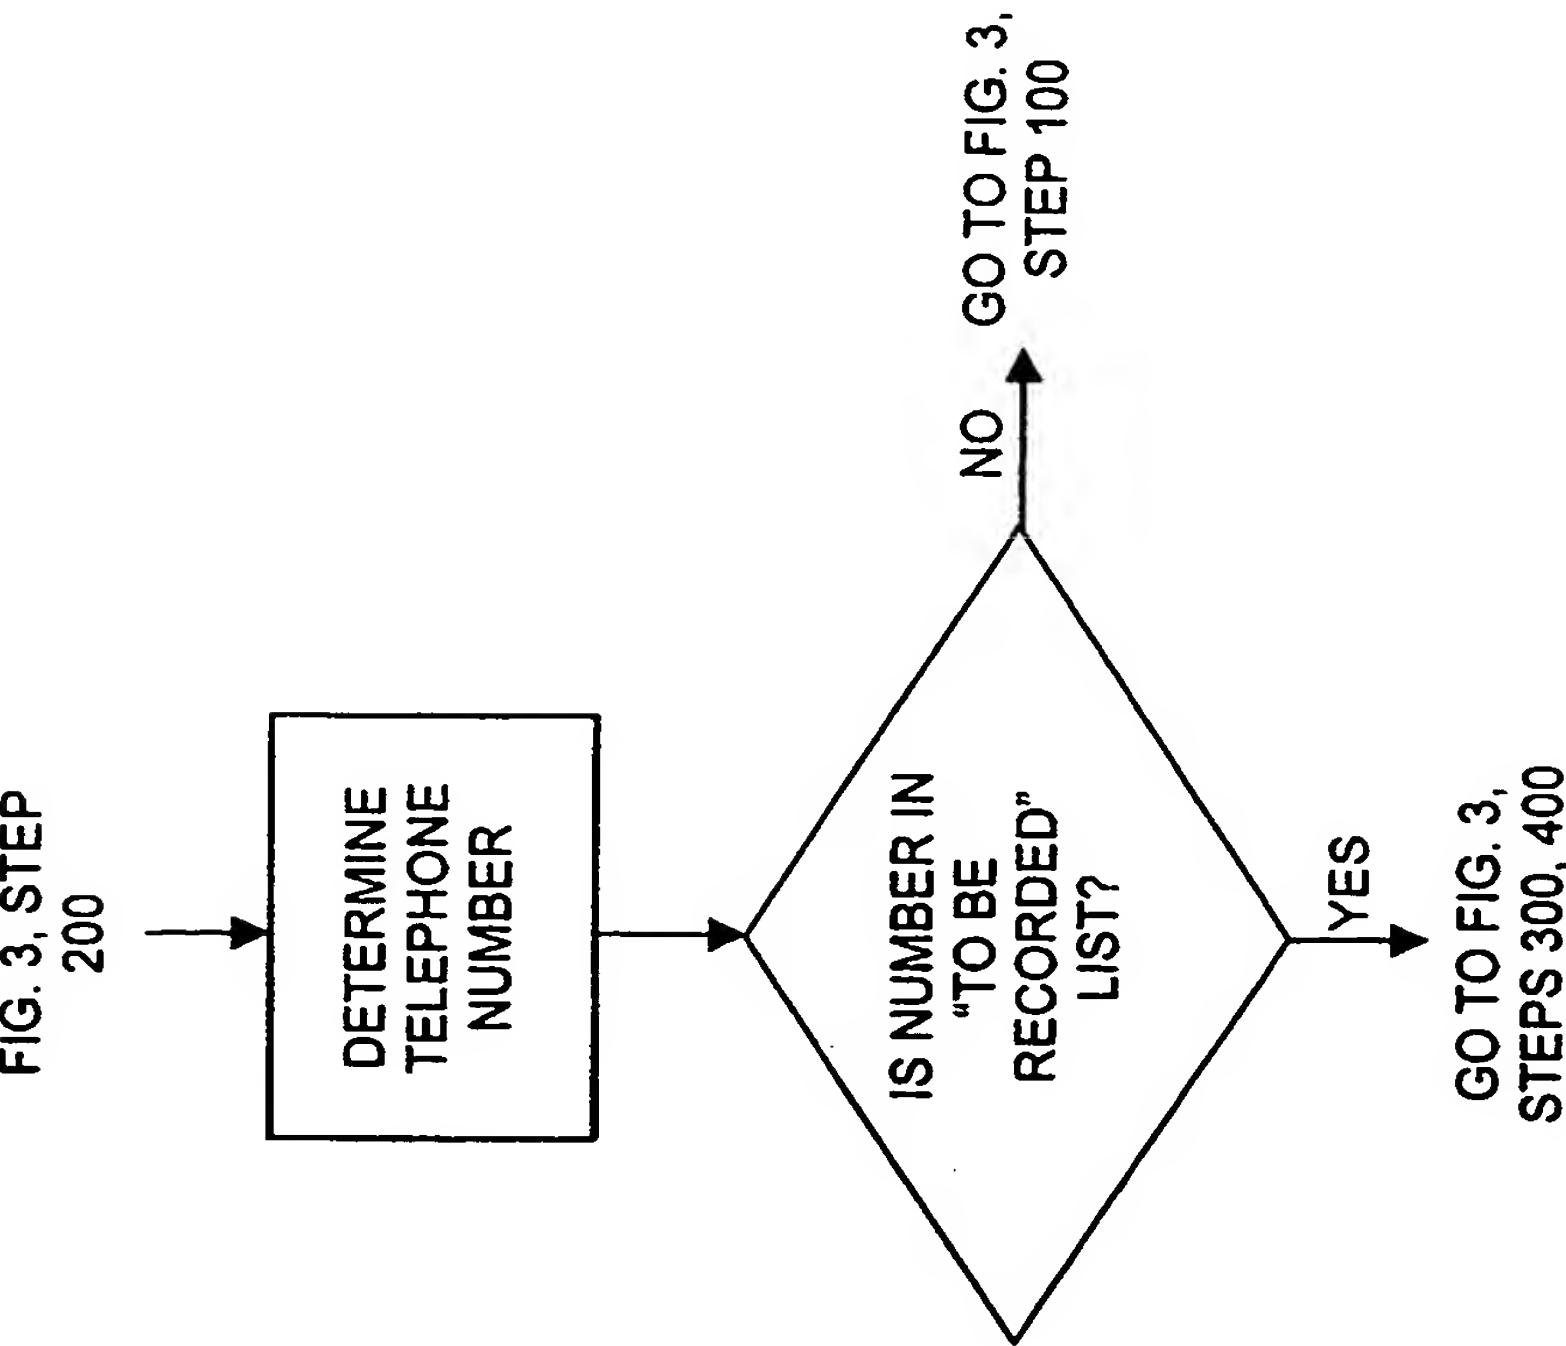 FIG. 3, STEP
200
DETERMINE
TELEPHONE
NUMBER
IS NUMBER IN
"TO BE
RECORDED"
LIST?
NO
GO TO FIG. 3,
STEP 100
YES
GO TO FIG. 3,
STEPS 300, 400